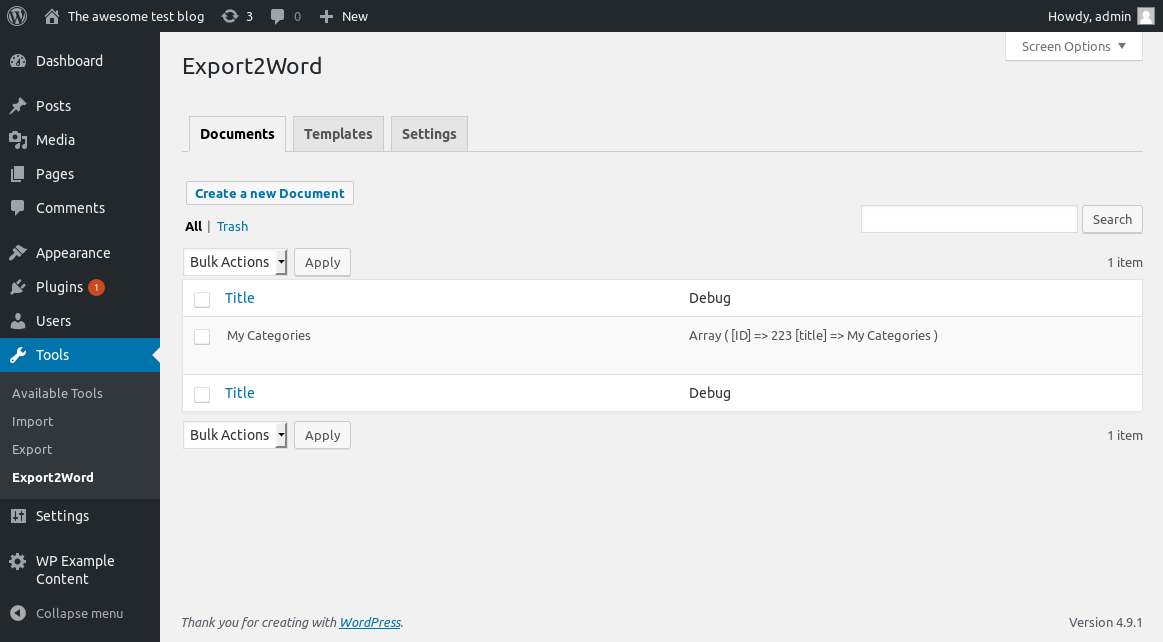 The awesome test blog 3 0 New Howdy, admin
Screen Options
Dashboard
Posts
Media
Pages
Comments
Appearance
Plugins 1
Users
Tools
Available Tools
Import
Export
Export2Word
Settings
WP Example
Content
Collapse menu
Export2Word
Documents Templates Settings
Create a new Document
All | Trash
Search
Bulk Actions Apply 1 item
Title Debug
My Categories Array ( [ID] => 223 [title] => My Categories )
Title Debug
Bulk Actions Apply 1 item
Thank you for creating with WordPress. Version 4.9.1